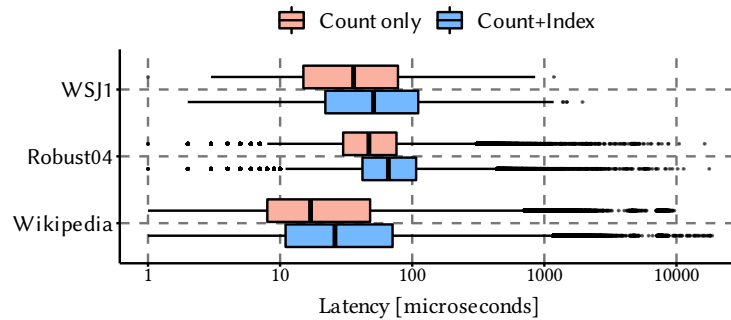 Count only Count+Index
WSJ1
Robust04
Wikipedia
1 10 100 1000 10000
Latency [microseconds]